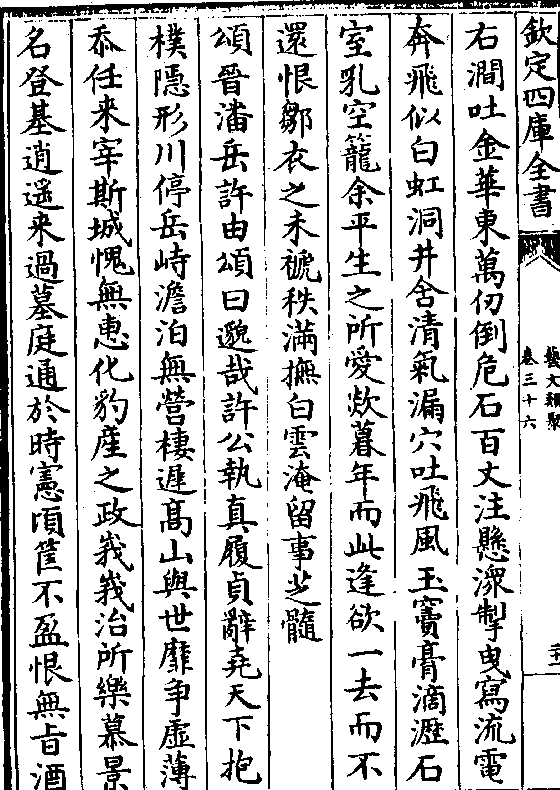 欽定四庫全書
藝文類聚
卷三十六
右澗吐金華東萬仞倒危石百丈注懸潨掣曳寫流電
奔飛似白虹洞井含清氣漏穴吐飛風玉竇膏滴瀝石
室乳空籠余平生之所愛欻暮年而此逢欲一去而不
還恨鄒衣之未褫秩滿撫白雲淹留事芝髓
頌晉潘岳許由頌曰邈哉許公執真履貞辭堯天下抱
樸隱形川停岳峙澹泊無營棲遲高山與世靡争虛薄
忝任来宰斯城愧無惠化豹産之政峩峩治所樂慕景
名登基逍遥来過墓庭通於時憲頃筐不盈恨無旨酒